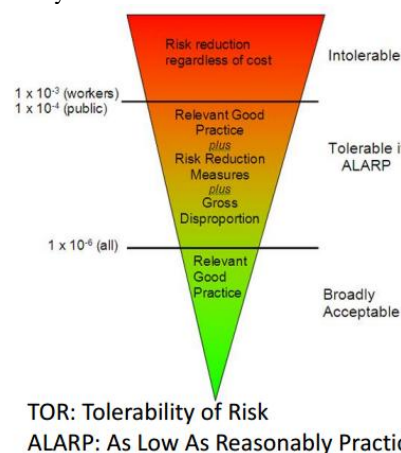 Risk reduction
regardless of cost
Intolerable
1 x 10⁻³ (workers)
1 x 10⁻⁴ (public)
Relevant Good
Practice
plus
Risk Reduction
Measures
plus
Gross
Disproportion
Tolerable i
ALARP
1 x 10⁻⁶ (all)
Relevant
Good
Practice
Broadly
Acceptable
TOR: Tolerability of Risk
ALARP: As Low As Reasonably Practic